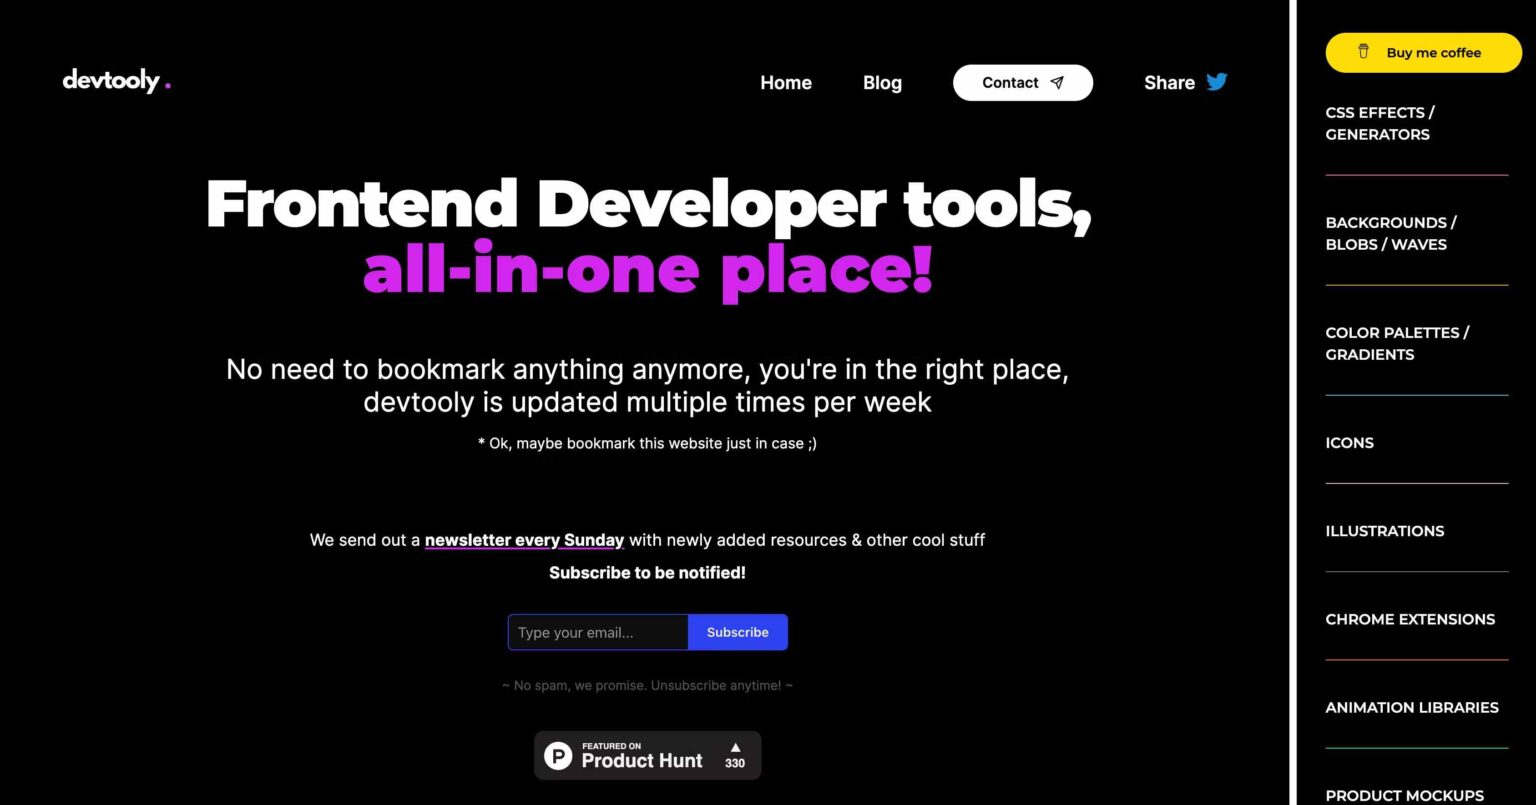 devtooly.
Home
Blog
Contact
Share
Frontend Developer tools,
all-in-one place!
No need to bookmark anything anymore, you're in the right place,
devtooly is updated multiple times per week
* Ok, maybe bookmark this website just in case ;)
We send out a newsletter every Sunday with newly added resources & other cool stuff
Subscribe to be notified!
Type your email...
Subscribe
~ No spam, we promise. Unsubscribe anytime! ~
P
FEATURED ON
Product Hunt
330
Buy me coffee
CSS EFFECTS /
GENERATORS
BACKGROUNDS /
BLOBS / WAVES
COLOR PALETTES /
GRADIENTS
ICONS
ILLUSTRATIONS
CHROME EXTENSIONS
ANIMATION LIBRARIES
PRODUCT MOCKUPS